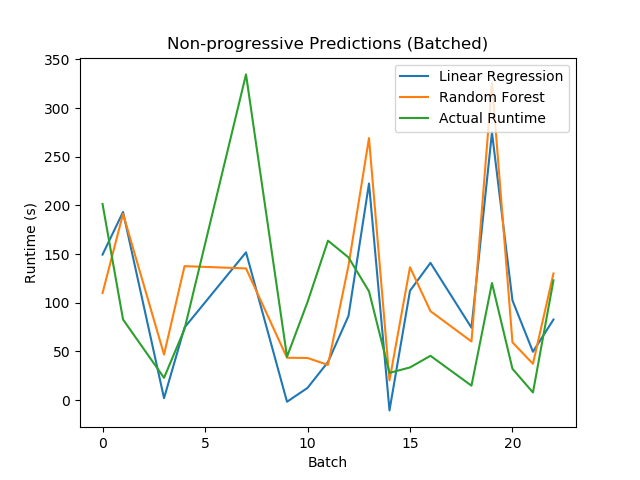 Non-progressive Predictions (Batched)
350
300
250
200
150
100
50
0
Runtime (s)
Linear Regression
Random Forest
Actual Runtime
0 5 10 15 20
Batch